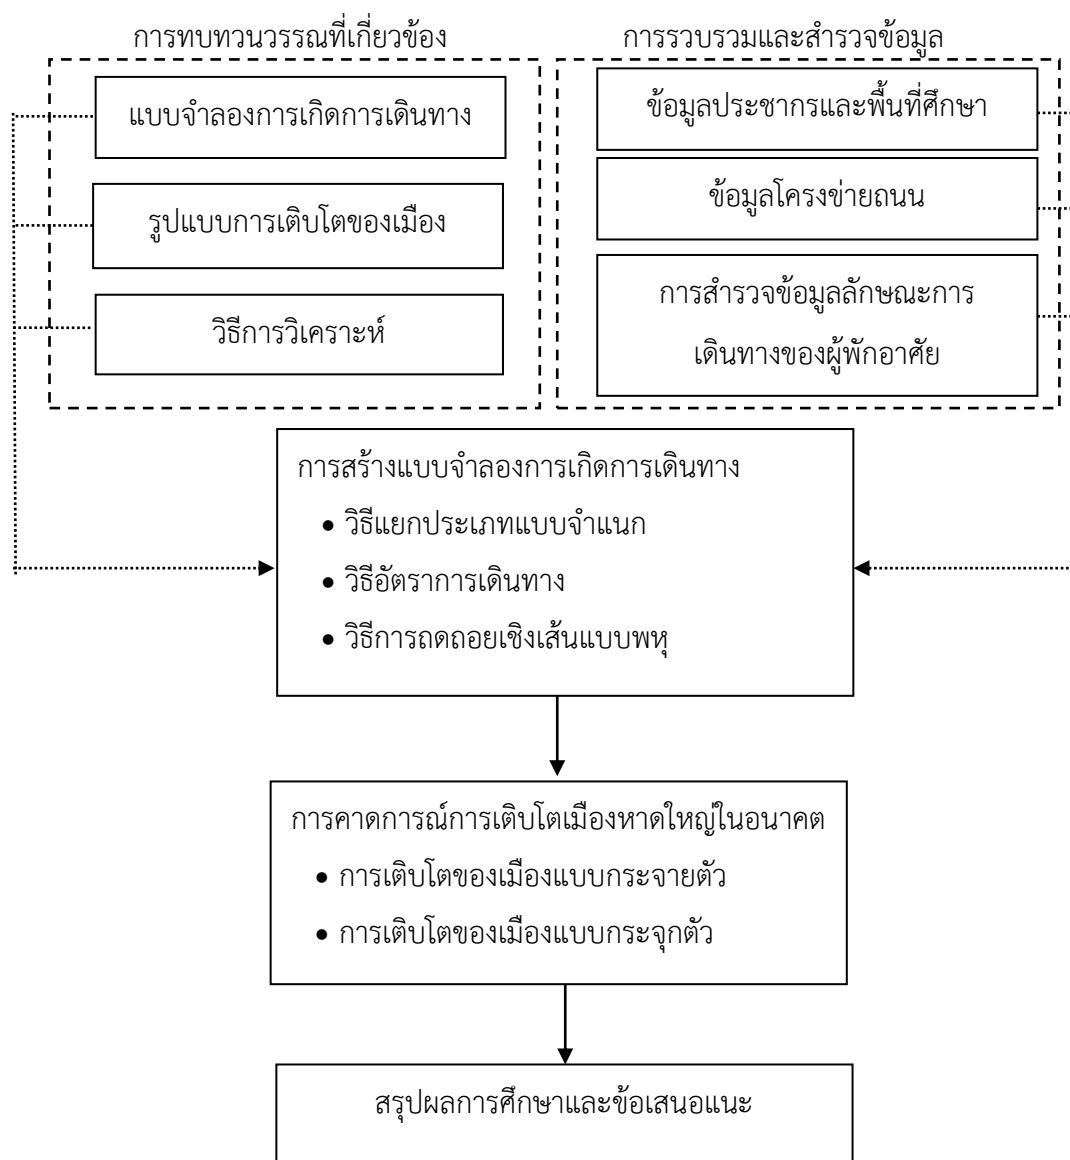 การทบทวนวรรณที่เกี่ยวข้อง
แบบจำลองการเกิดการเดินทาง
รูปแบบการเติบโตของเมือง
วิธีการวิเคราะห์
การรวบรวมและสำรวจข้อมูล
ข้อมูลประชากรและพื้นที่ศึกษา
ข้อมูลโครงข่ายถนน
การสำรวจข้อมูลลักษณะการ
เดินทางของผู้พักอาศัย
การสร้างแบบจำลองการเกิดการเดินทาง
• วิธีแยกประเภทแบบจำแนก
• วิธีอัตราการเดินทาง
• วิธีการถดถอยเชิงเส้นแบบพหุ
การคาดการณ์การเติบโตเมืองหาดใหญ่ในอนาคต
• การเติบโตของเมืองแบบกระจายตัว
• การเติบโตของเมืองแบบกระจุกตัว
สรุปผลการศึกษาและข้อเสนอแนะ